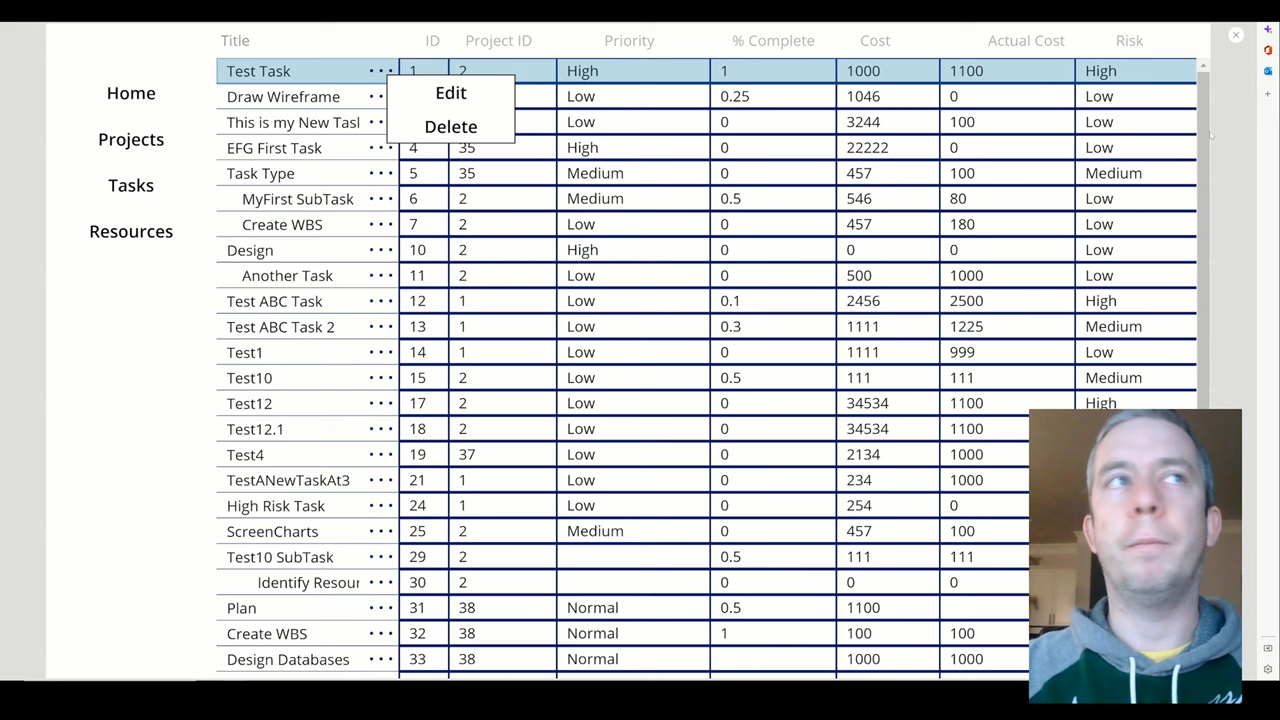 Title ID Project ID Priority % Complete Cost Actual Cost Risk
Home
Projects
Tasks
Resources
Test Task ••• 1 2 High 1 1000 1100 High
Edit
Delete
Draw Wireframe •• Low 0.25 1046 0 Low
This is my New Tasl •• Low 0 3244 100 Low
EFG First Task 4 35 High 0 22222 0 Low
Task Type ••• 5 35 Medium 0 457 100 Medium
MyFirst SubTask ••• 6 2 Medium 0.5 546 80 Low
Create WBS ••• 7 2 Low 0 457 180 Low
Design ••• 10 2 High 0 0 0 Low
Another Task ••• 11 2 Low 0 500 1000 Low
Test ABC Task ••• 12 1 Low 0.1 2456 2500 High
Test ABC Task 2 ••• 13 1 Low 0.3 1111 1225 Medium
Test1 ••• 14 1 Low 0 1111 999 Low
Test10 ••• 15 2 Low 0.5 111 111 Medium
Test12 ••• 17 2 Low 0 34534 1100 High
Test12.1 ••• 18 2 Low 0 34534 1100
Test4 ••• 19 37 Low 0 2134 1000
TestANewTaskAt3 ••• 21 1 Low 0 234 1000
High Risk Task ••• 24 1 Low 0 254 0
ScreenCharts ••• 25 2 Medium 0 457 100
Test10 SubTask ••• 29 2 0.5 111 111
Identify Resour ••• 30 2 0 0 0
Plan ••• 31 38 Normal 0.5 1100
Create WBS ••• 32 38 Normal 1 100 100
Design Databases ••• 33 38 Normal 1000 1000